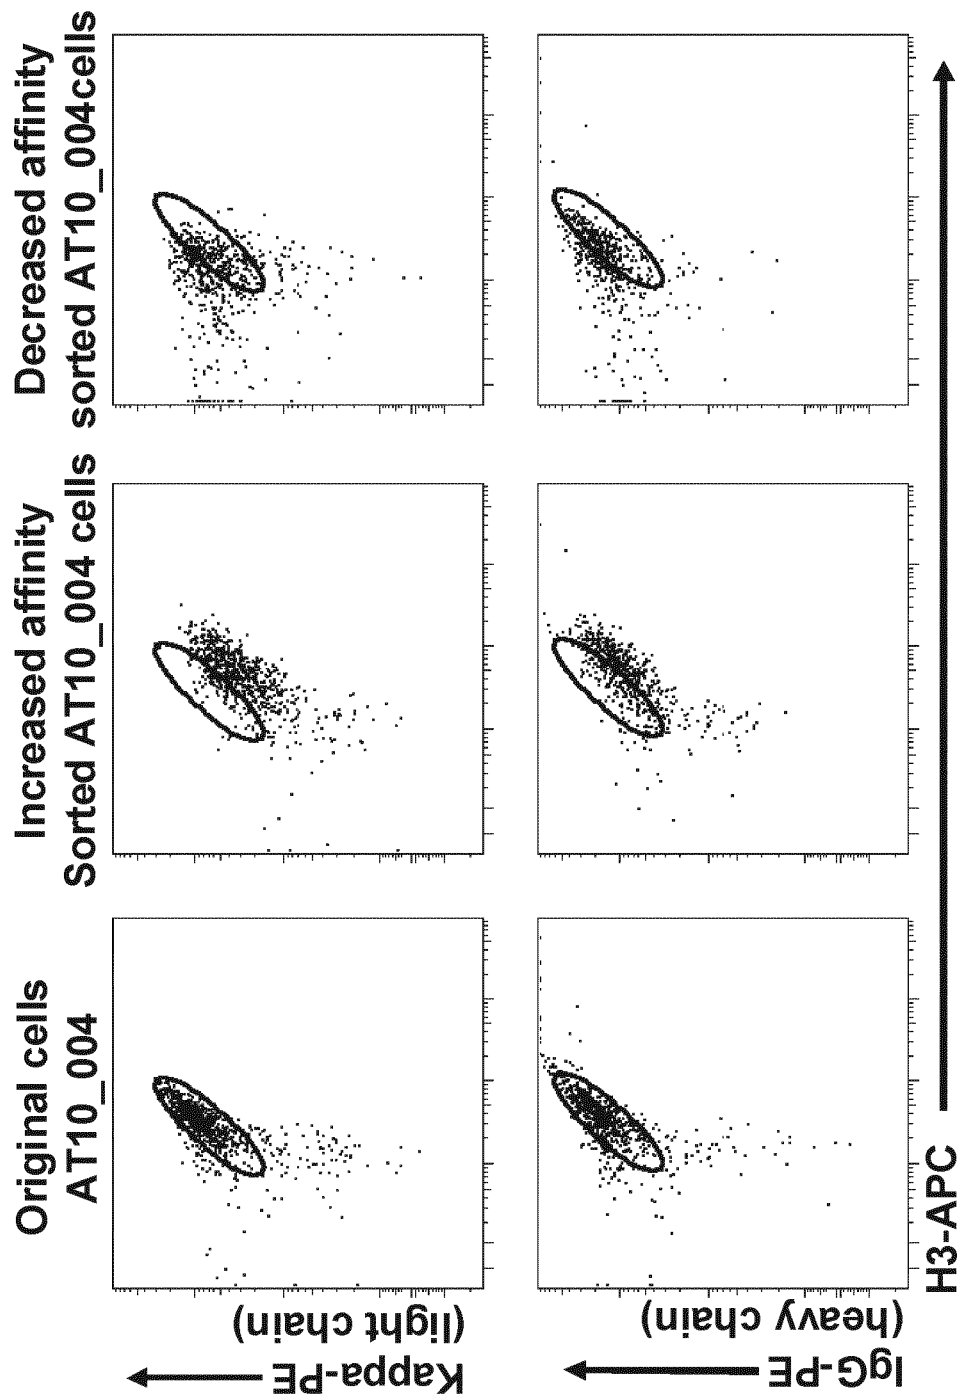 Original cells
AT10_004
Increased affinity
Sorted AT10_004 cells
Decreased affinity
sorted AT10_004cells
Kappa-PE
(light chain)
IgG-PE
(heavy chain)
H3-APC